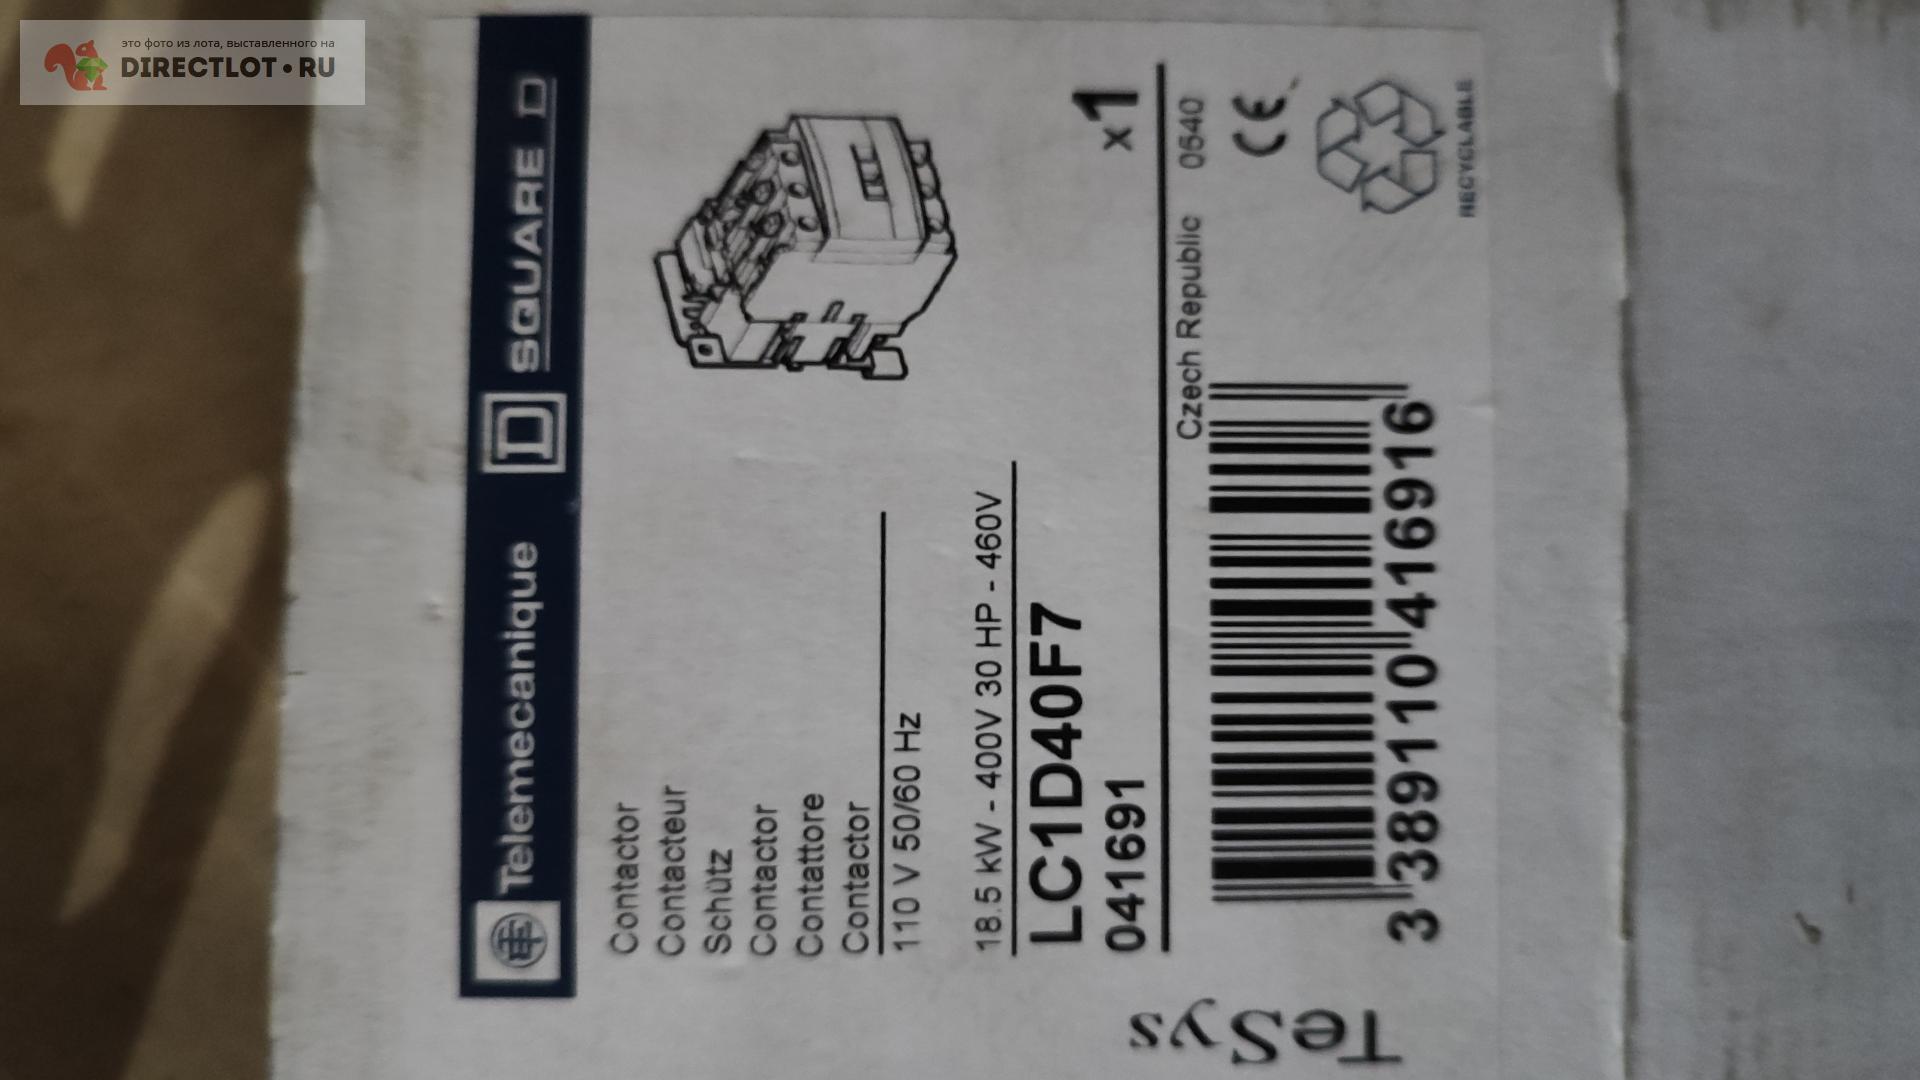 это фото из лота, выставленного на
DIRECTLOT•RU
Telemecanique D SQUARE D
Contactor
Contacteur
Schütz
Contactor
Contattore
Contactor
110 V 50/60 Hz
18.5 kW - 400V 30 HP - 460V
LC1D40F7
041691 x1
Czech Republic 0540
CE
RECYCLABLE
3 389110 416916
TeSys